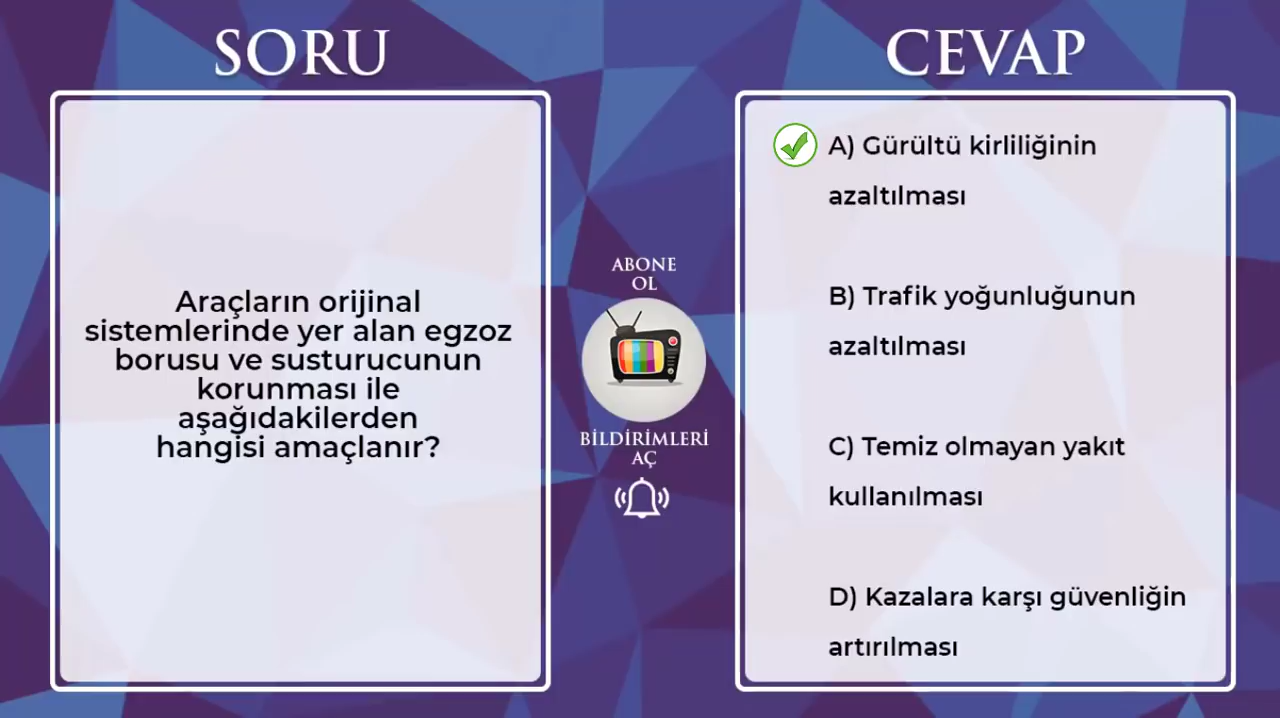 SORU
Araçların orijinal
sistemlerinde yer alan egzoz
borusu ve susturucunun
korunması ile
aşağıdakilerden
hangisi amaçlanır?
ABONE
OL
BİLDİRİMLERİ
AÇ
CEVAP
A) Gürültü kirliliğinin
azaltılması
B) Trafik yoğunluğunun
azaltılması
C) Temiz olmayan yakıt
kullanılması
D) Kazalara karşı güvenliğin
artırılması